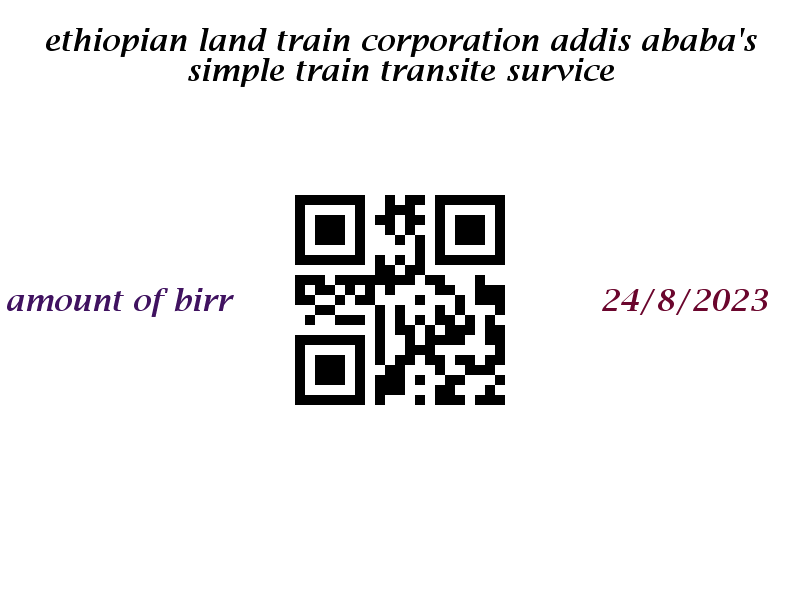 ethiopian land train corporation addis ababa's
simple train transite survice
amount of birr
24/8/2023